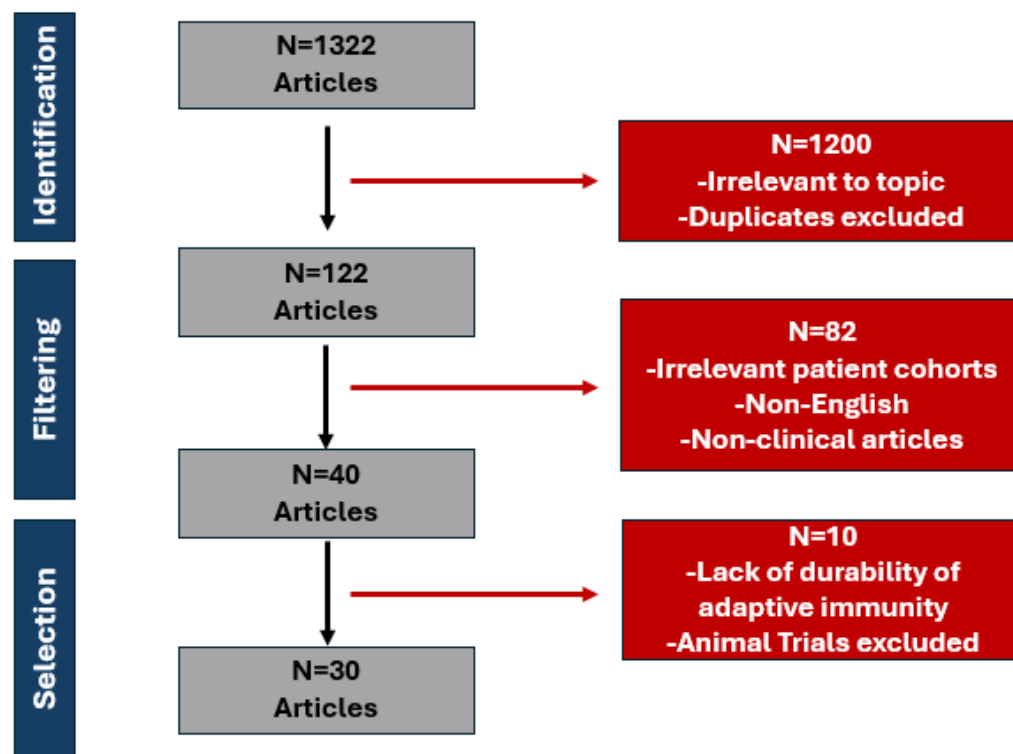 Identification
N=1322
Articles
N=1200
-Irrelevant to topic
-Duplicates excluded
Filtering
N=122
Articles
N=82
-Irrelevant patient cohorts
-Non-English
-Non-clinical articles
N=40
Articles
Selection
N=10
-Lack of durability of
adaptive immunity
-Animal Trials excluded
N=30
Articles